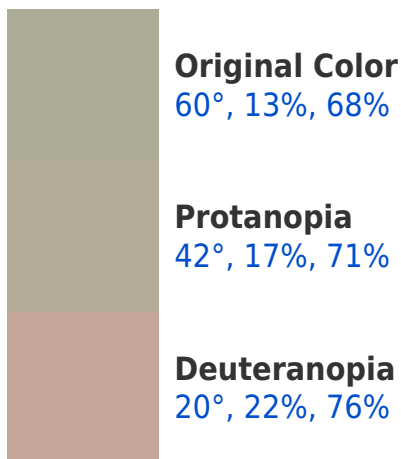 Original Color
60°, 13%, 68%
Protanopia
42°, 17%, 71%
Deuteranopia
20°, 22%, 76%